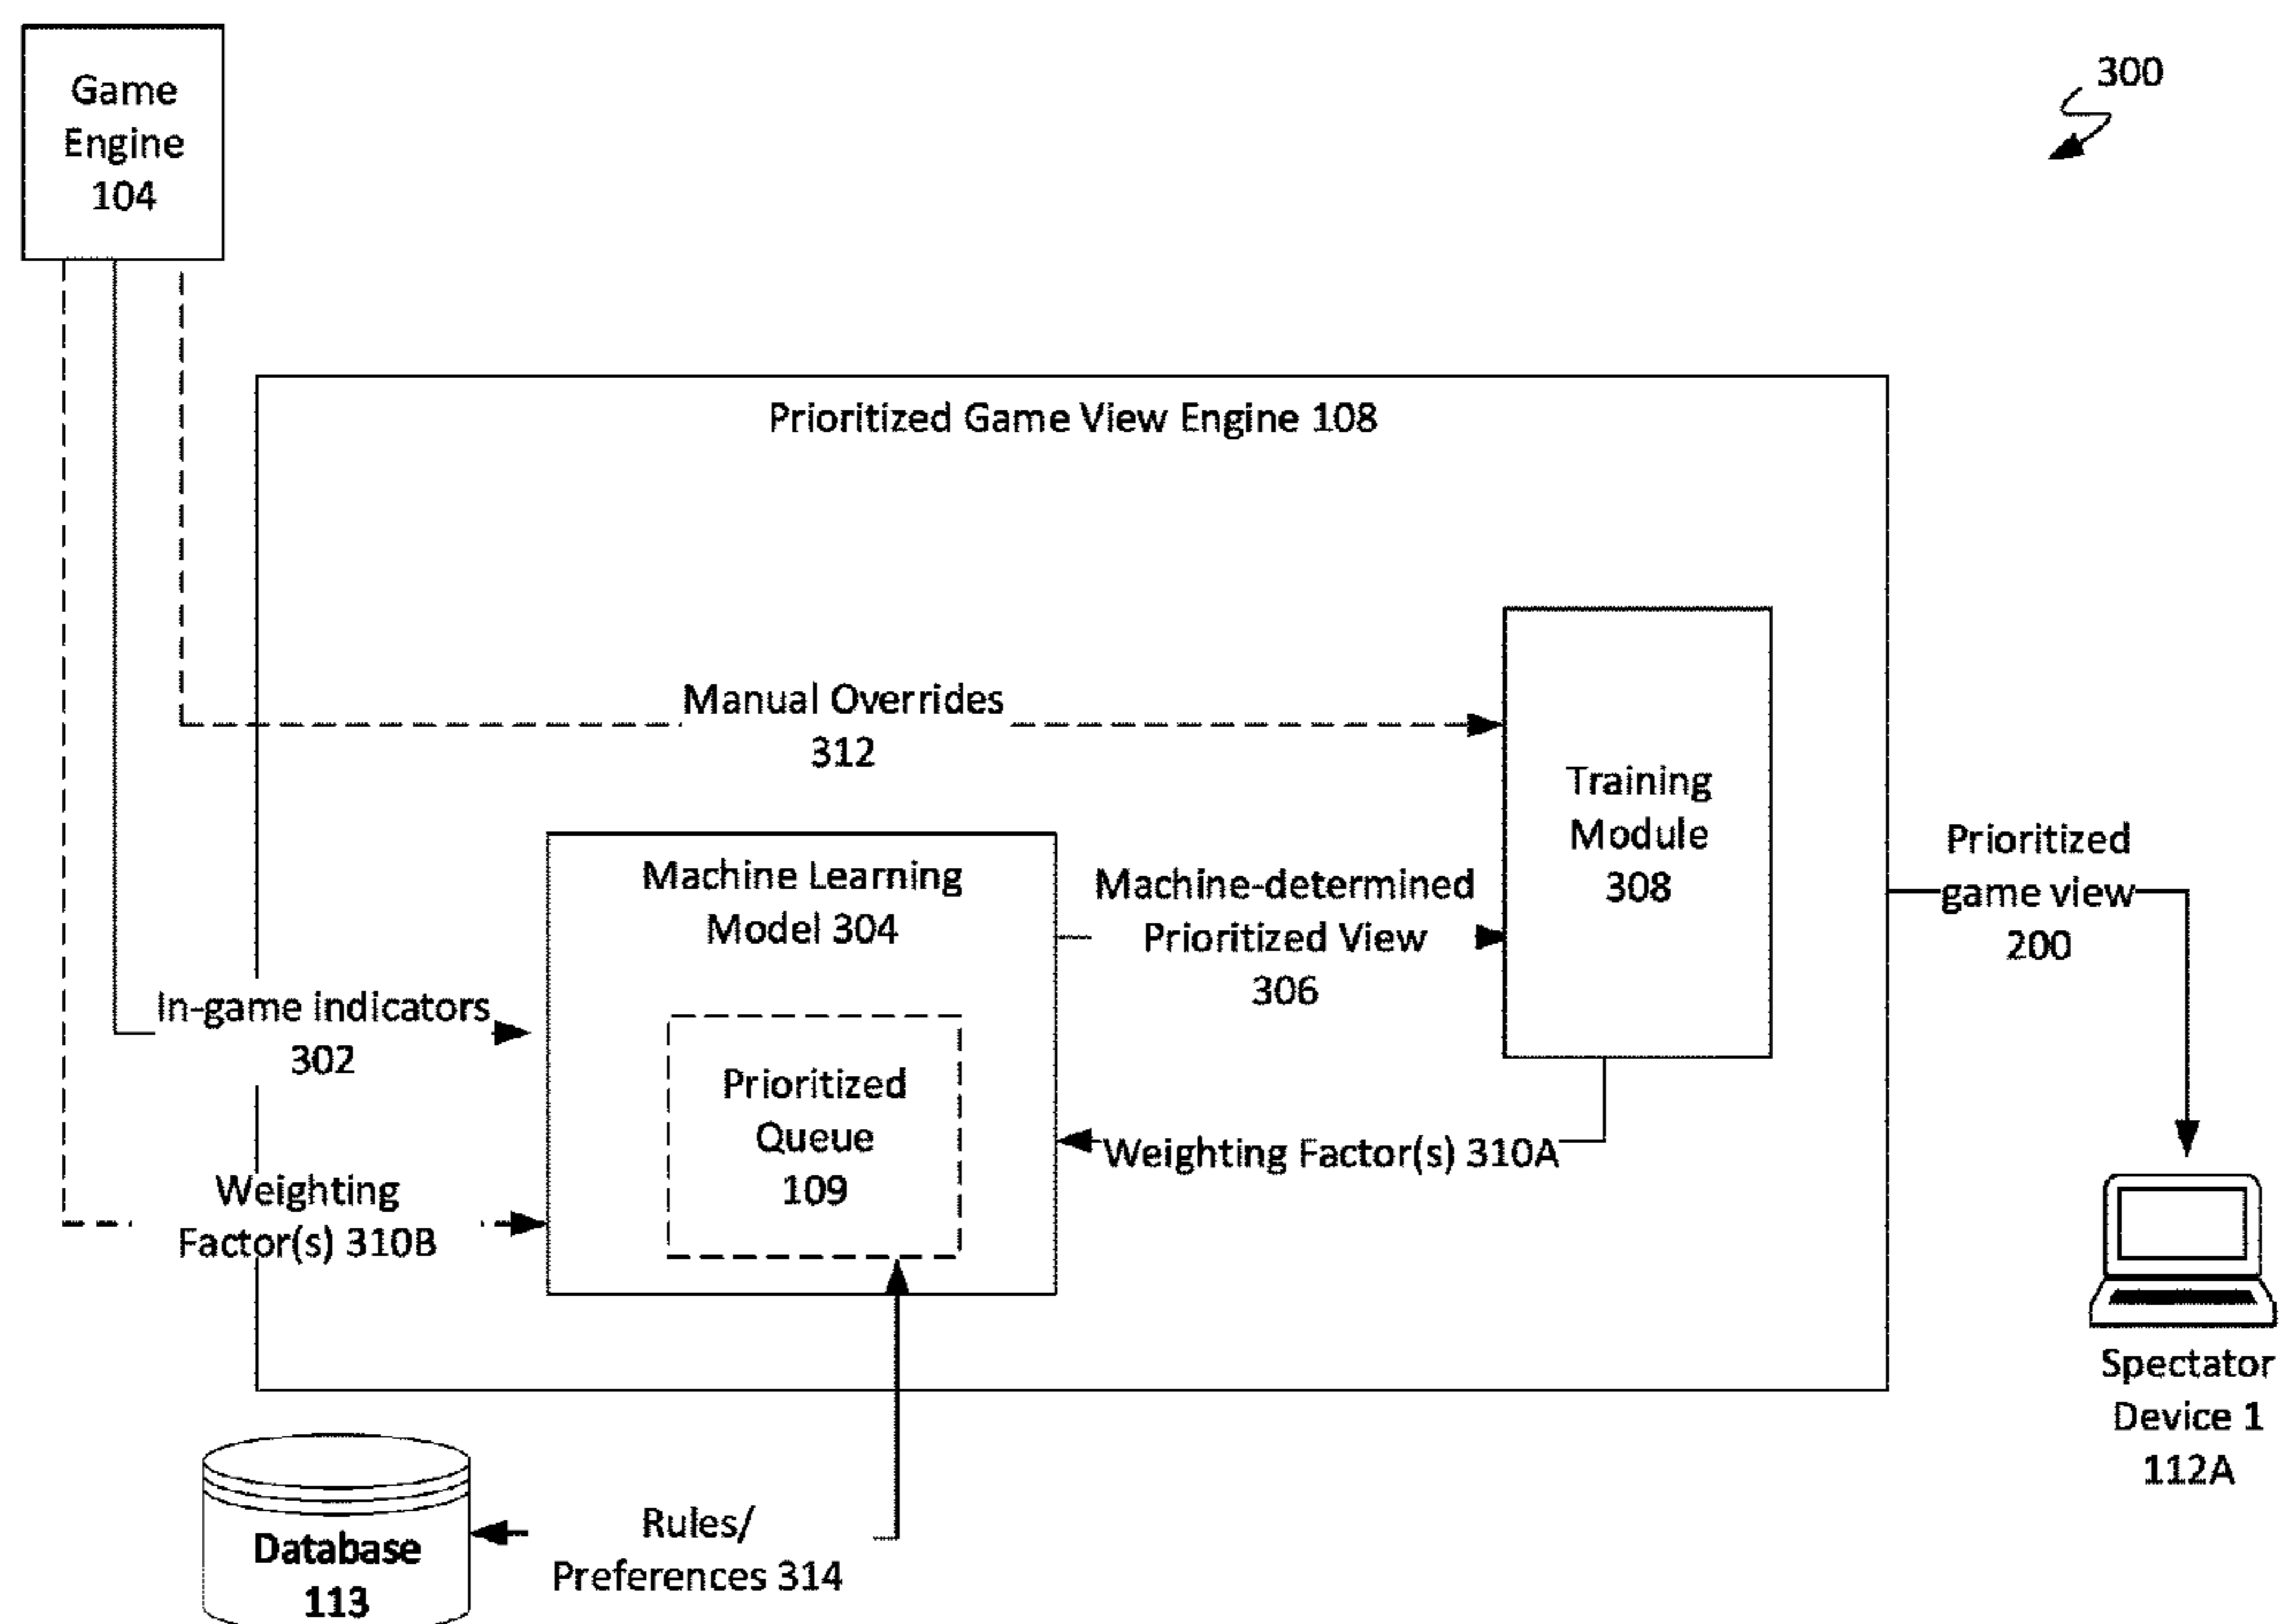 Game
Engine
104
300
Prioritized Game View Engine 108
Manual Overrides
312
Training
Module
308
Machine Learning
Model 304
Machine-determined
Prioritized View
306
Prioritized
game view
200
In-game indicators
302
Prioritized
Queue
109
Weighting Factor(s) 310A
Weighting
Factor(s) 310B
Spectator
Device 1
112A
Database
113
Rules/
Preferences 314